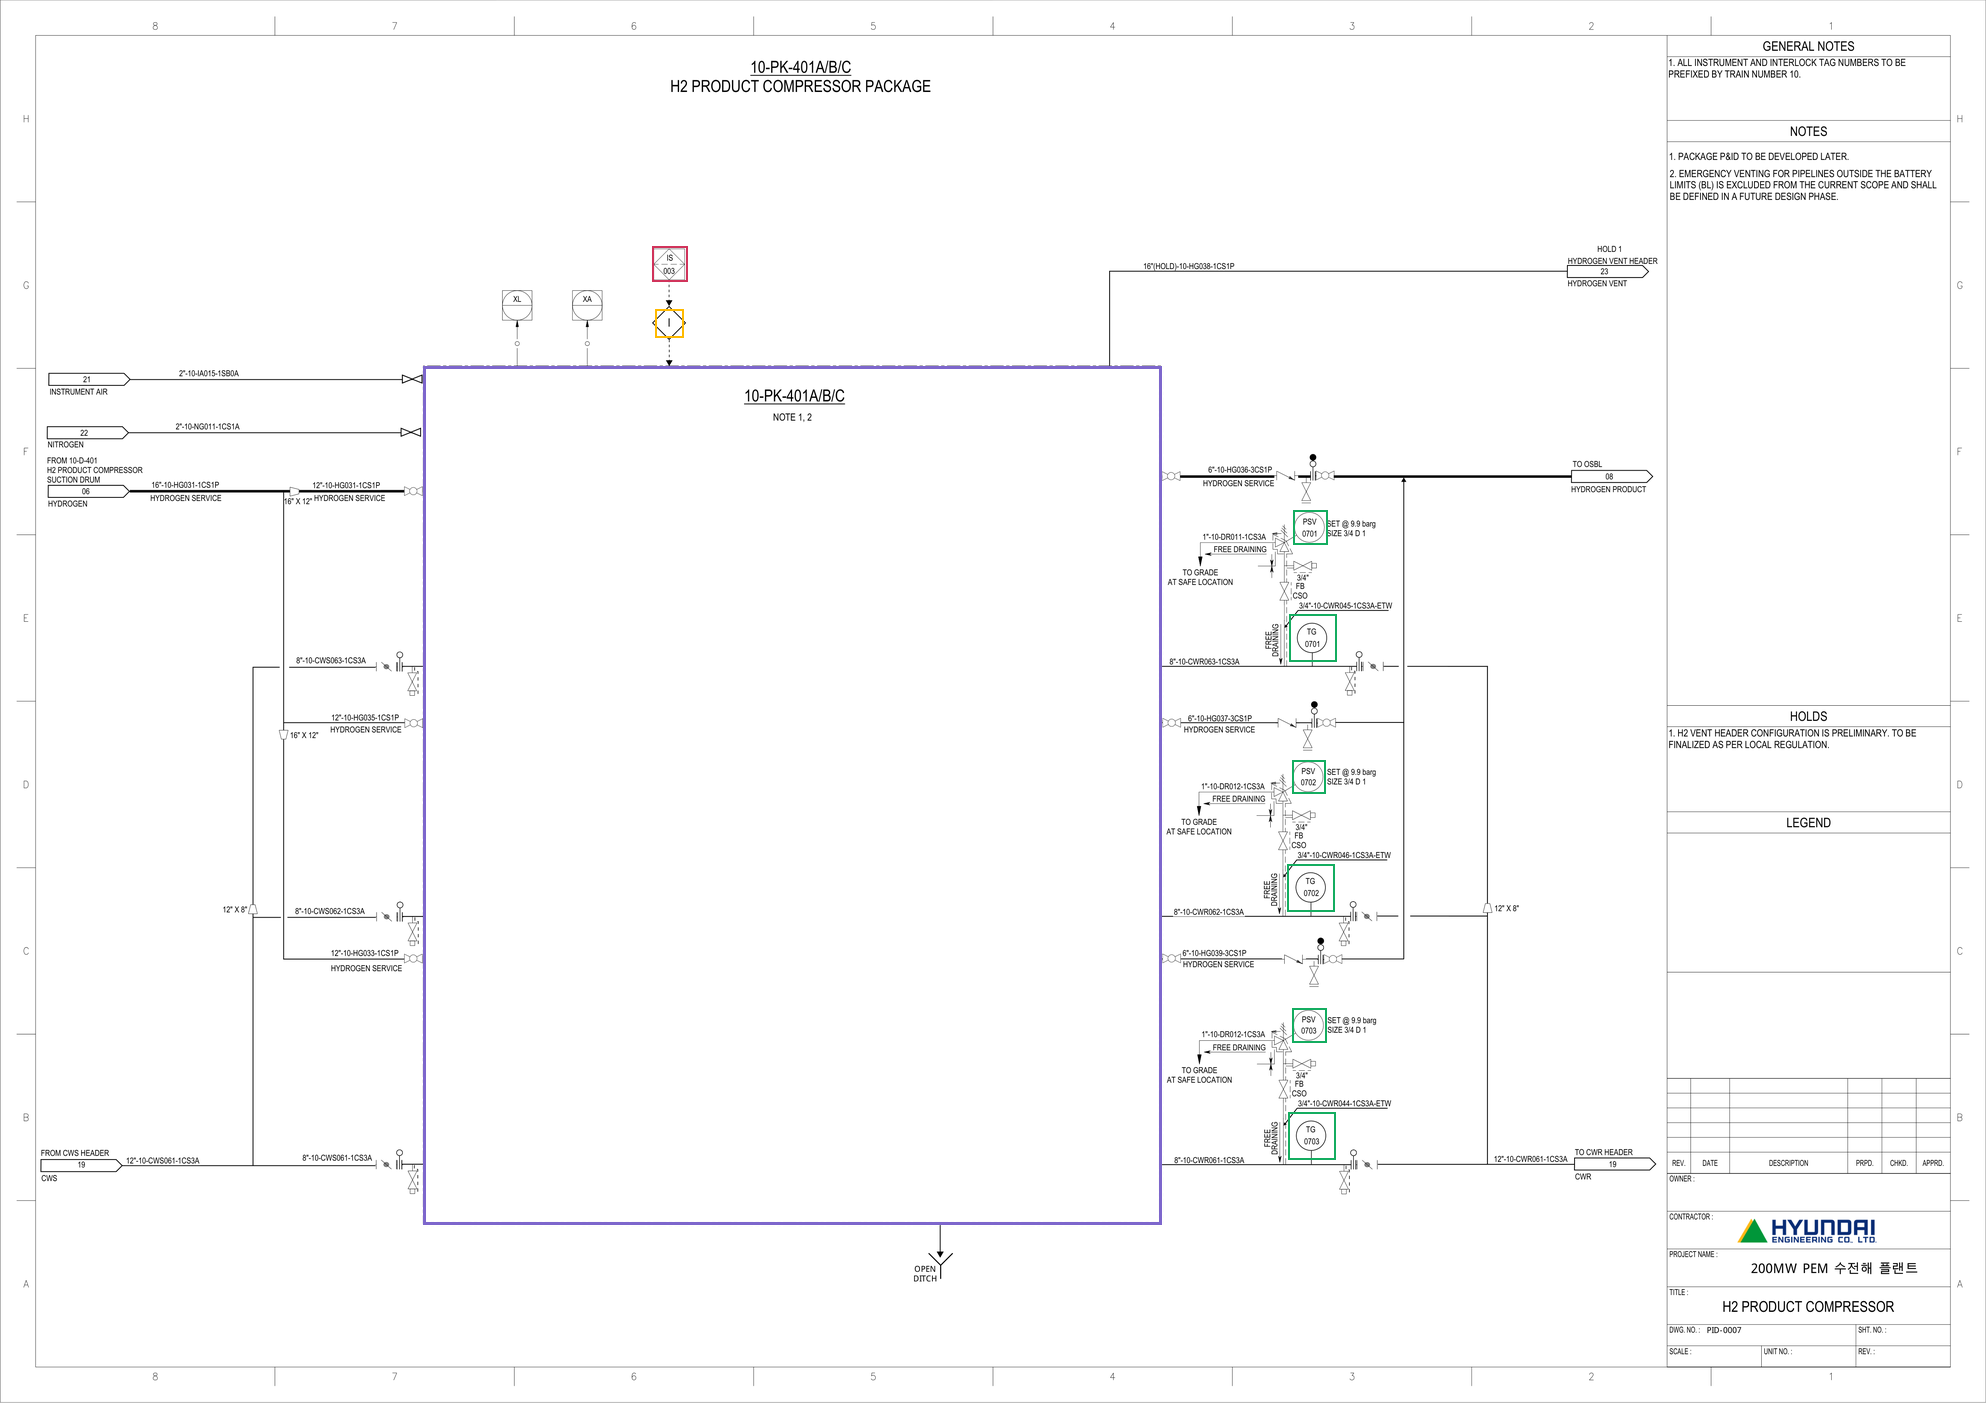 8 7 6 5 4 3 2 1
10-PK-401A/B/C
H2 PRODUCT COMPRESSOR PACKAGE
GENERAL NOTES
1. ALL INSTRUMENT AND INTERLOCK TAG NUMBERS TO BE
PREFIXED BY TRAIN NUMBER 10.
NOTES
1. PACKAGE P&ID TO BE DEVELOPED LATER.
2. EMERGENCY VENTING FOR PIPELINES OUTSIDE THE BATTERY
LIMITS (BL) IS EXCLUDED FROM THE CURRENT SCOPE AND SHALL
BE DEFINED IN A FUTURE DESIGN PHASE.
H H
G G
F F
E E
D D
C C
B B
A A
IS
003
I
XL
XA
16"(HOLD)-10-HG038-1CS1P
HOLD 1
HYDROGEN VENT HEADER
23
HYDROGEN VENT
21
INSTRUMENT AIR
2"-10-IA015-1SB0A
22
NITROGEN
2"-10-NG011-1CS1A
FROM 10-D-401
H2 PRODUCT COMPRESSOR
SUCTION DRUM
06
HYDROGEN
16"-10-HG031-1CS1P
HYDROGEN SERVICE
16" X 12"
12"-10-HG031-1CS1P
HYDROGEN SERVICE
10-PK-401A/B/C
NOTE 1, 2
6"-10-HG036-3CS1P
HYDROGEN SERVICE
TO OSBL
08
HYDROGEN PRODUCT
PSV
0701
SET @ 9.9 barg
SIZE 3/4 D 1
1"-10-DR011-1CS3A
FREE DRAINING
TO GRADE
AT SAFE LOCATION
3/4"
FB
CSO
3/4"-10-CWR045-1CS3A-ETW
FREE
DRAINING
TG
0701
8"-10-CWS063-1CS3A
8"-10-CWR063-1CS3A
12"-10-HG035-1CS1P
HYDROGEN SERVICE
16" X 12"
6"-10-HG037-3CS1P
HYDROGEN SERVICE
PSV
0702
SET @ 9.9 barg
SIZE 3/4 D 1
1"-10-DR012-1CS3A
FREE DRAINING
TO GRADE
AT SAFE LOCATION
3/4"
FB
CSO
3/4"-10-CWR046-1CS3A-ETW
FREE
DRAINING
TG
0702
12" X 8"
8"-10-CWS062-1CS3A
8"-10-CWR062-1CS3A
12" X 8"
12"-10-HG033-1CS1P
HYDROGEN SERVICE
6"-10-HG039-3CS1P
HYDROGEN SERVICE
PSV
0703
SET @ 9.9 barg
SIZE 3/4 D 1
1"-10-DR012-1CS3A
FREE DRAINING
TO GRADE
AT SAFE LOCATION
3/4"
FB
CSO
3/4"-10-CWR044-1CS3A-ETW
FREE
DRAINING
TG
0703
FROM CWS HEADER
19
CWS
12"-10-CWS061-1CS3A
8"-10-CWS061-1CS3A
8"-10-CWR061-1CS3A
12"-10-CWR061-1CS3A
TO CWR HEADER
19
CWR
OPEN
DITCH
HOLDS
1. H2 VENT HEADER CONFIGURATION IS PRELIMINARY. TO BE
FINALIZED AS PER LOCAL REGULATION.
LEGEND
REV. DATE DESCRIPTION PRPD. CHKD. APPRD.
OWNER :
CONTRACTOR :
HYUNDAI
ENGINEERING CO., LTD.
PROJECT NAME :
200MW PEM 수전해 플랜트
TITLE :
H2 PRODUCT COMPRESSOR
DWG. NO. : PID-0007 SHT. NO. :
SCALE : UNIT NO. : REV. :
8 7 6 5 4 3 2 1